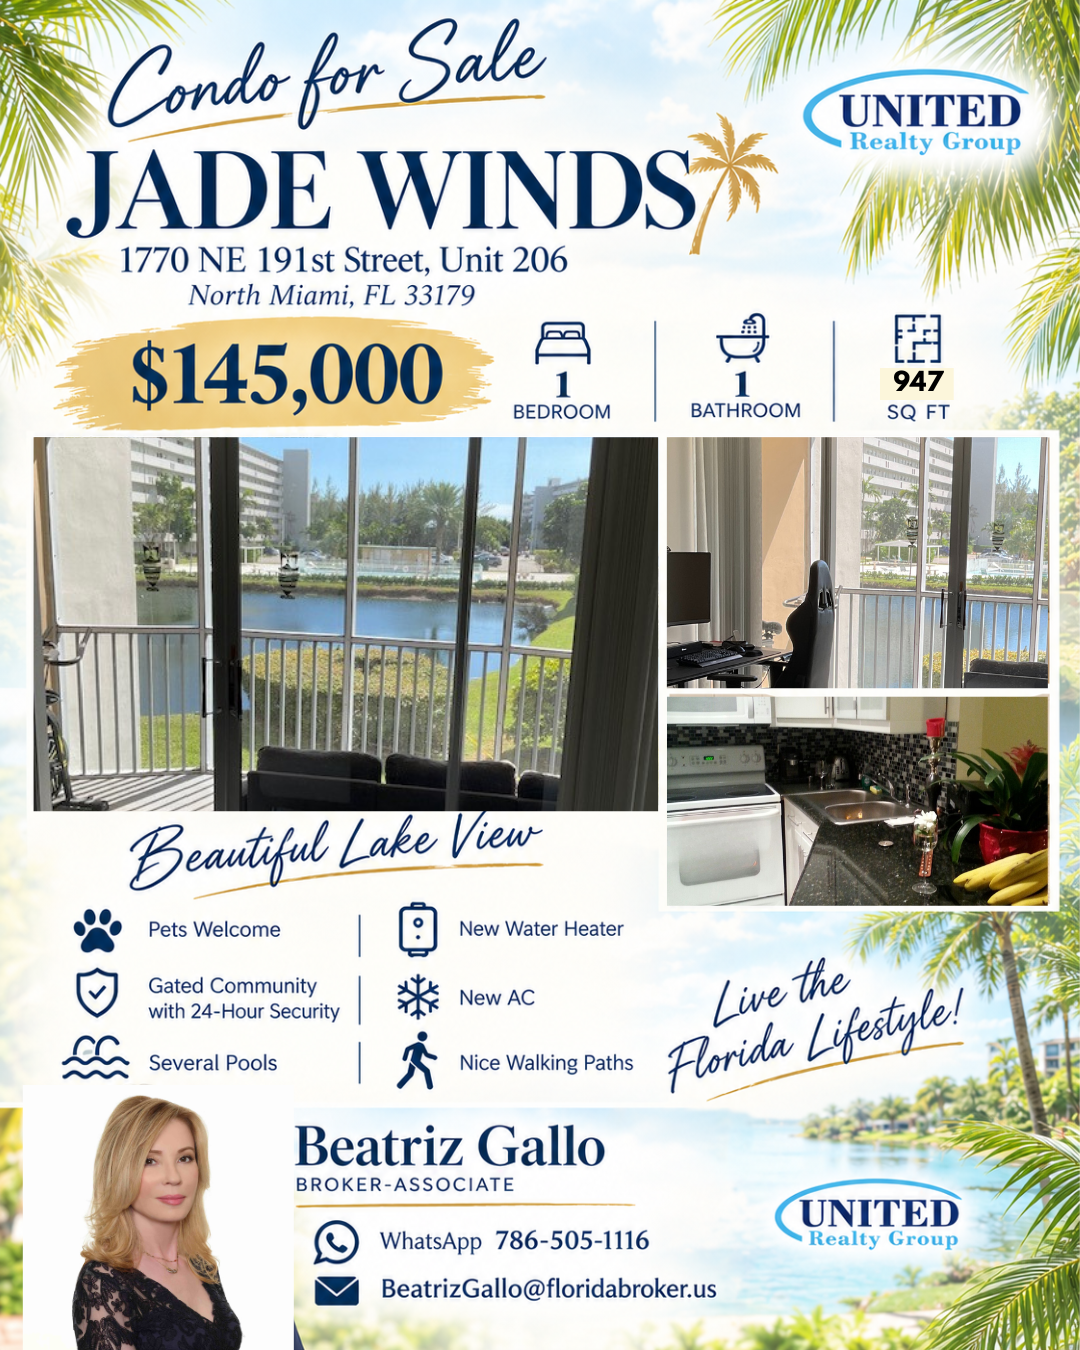 Condo for Sale
UNITED
Realty Group
JADE WINDS
1770 NE 191st Street, Unit 206
North Miami, FL 33179
$145,000
1
BEDROOM
1
BATHROOM
947
SQ FT
Beautiful Lake View
Pets Welcome
New Water Heater
Gated Community
with 24-Hour Security
New AC
Several Pools
Nice Walking Paths
Live the
Florida Lifestyle!
Beatriz Gallo
BROKER-ASSOCIATE
WhatsApp 786-505-1116
BeatrizGallo@floridabroker.us
UNITED
Realty Group